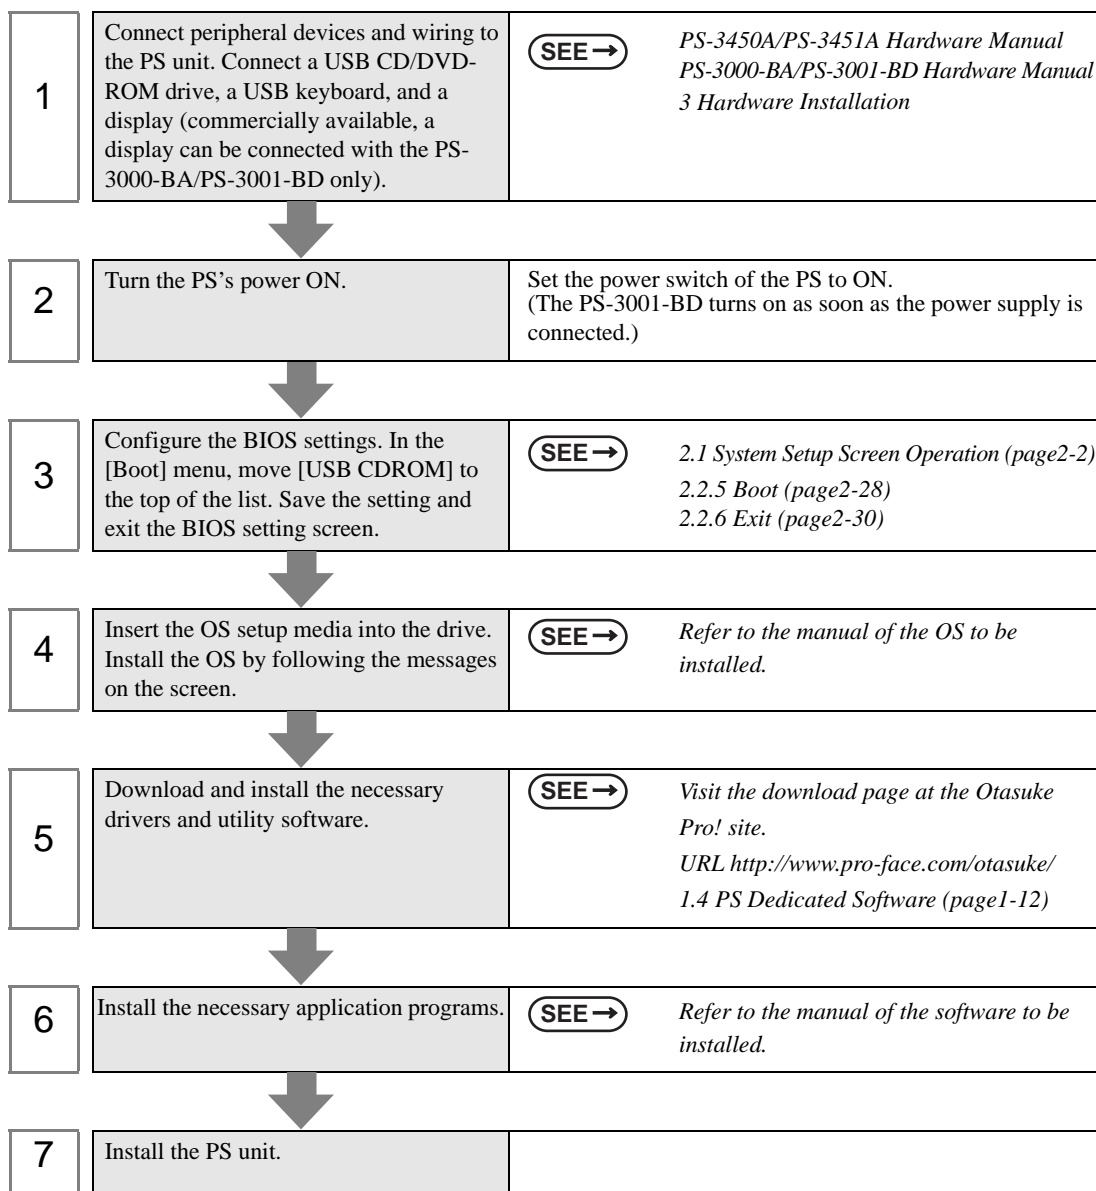 1
Connect peripheral devices and wiring to
the PS unit. Connect a USB CD/DVD-
ROM drive, a USB keyboard, and a
display (commercially available, a
display can be connected with the PS-
3000-BA/PS-3001-BD only).
SEE→
PS-3450A/PS-3451A Hardware Manual
PS-3000-BA/PS-3001-BD Hardware Manual
3 Hardware Installation
2
Turn the PS’s power ON.
Set the power switch of the PS to ON.
(The PS-3001-BD turns on as soon as the power supply is
connected.)
3
Configure the BIOS settings. In the
[Boot] menu, move [USB CDROM] to
the top of the list. Save the setting and
exit the BIOS setting screen.
SEE→
2.1 System Setup Screen Operation (page2-2)
2.2.5 Boot (page2-28)
2.2.6 Exit (page2-30)
4
Insert the OS setup media into the drive.
Install the OS by following the messages
on the screen.
SEE→
Refer to the manual of the OS to be
installed.
5
Download and install the necessary
drivers and utility software.
SEE→
Visit the download page at the Otasuke
Pro! site.
URL http://www.pro-face.com/otasuke/
1.4 PS Dedicated Software (page1-12)
6
Install the necessary application programs.
SEE→
Refer to the manual of the software to be
installed.
7
Install the PS unit.